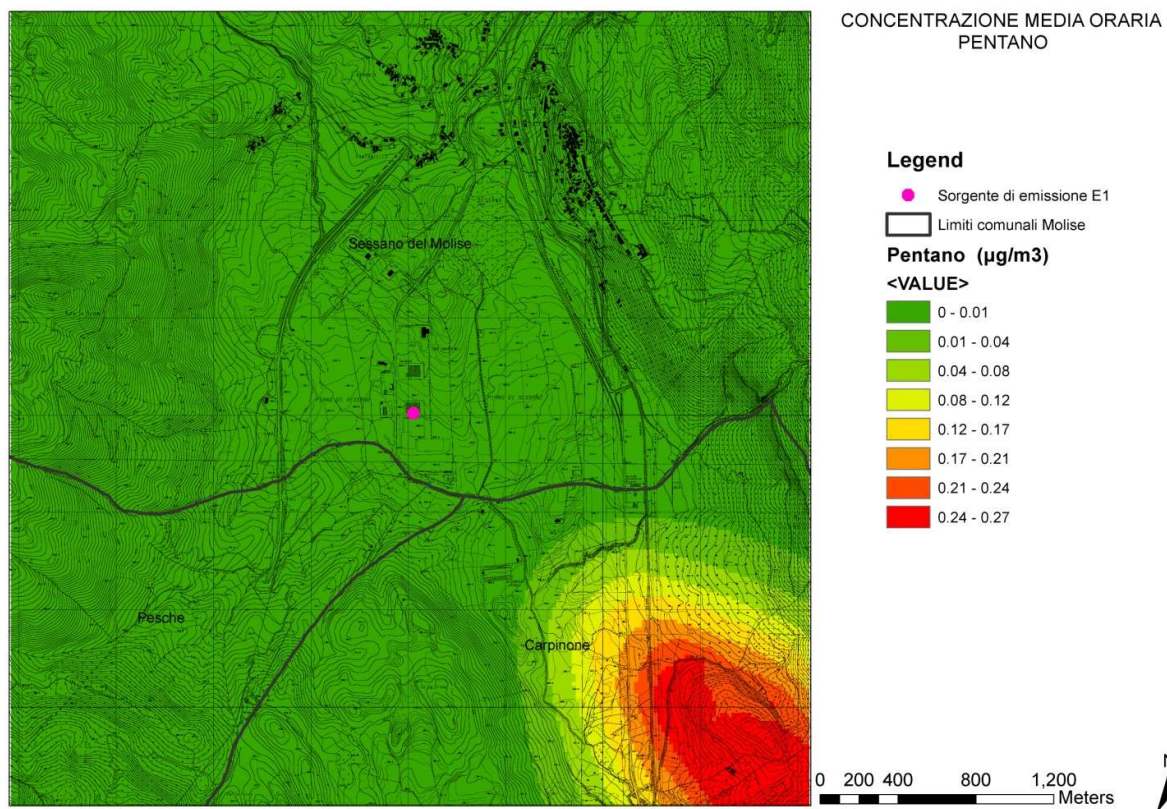 CONCENTRAZIONE MEDIA ORARIA
PENTANO
Legend
Sorgente di emissione E1
Limiti comunali Molise
Pentano (µg/m3)
<VALUE>
0 - 0.01
0.01 - 0.04
0.04 - 0.08
0.08 - 0.12
0.12 - 0.17
0.17 - 0.21
0.21 - 0.24
0.24 - 0.27
Sessano del Molise
Pesche
Carpinone
0 200 400 800 1,200
Meters
N